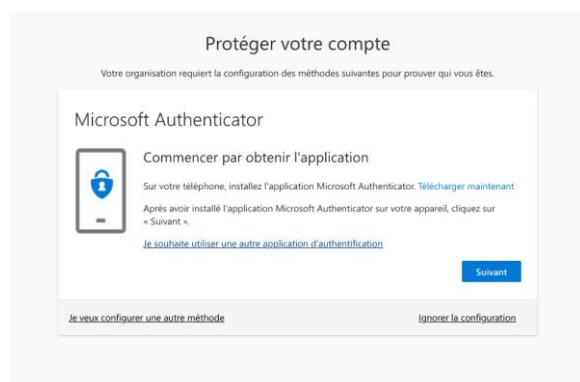 Protéger votre compte
Votre organisation requiert la configuration des méthodes suivantes pour prouver qui vous êtes.
Microsoft Authenticator
Commencer par obtenir l'application
Sur votre téléphone, installez l'application Microsoft Authenticator. Télécharger maintenant
Après avoir installé l'application Microsoft Authenticator sur votre appareil, cliquez sur
« Suivant ».
Je souhaite utiliser une autre application d'authentification
Suivant
Je veux configurer une autre méthode
Ignorer la configuration